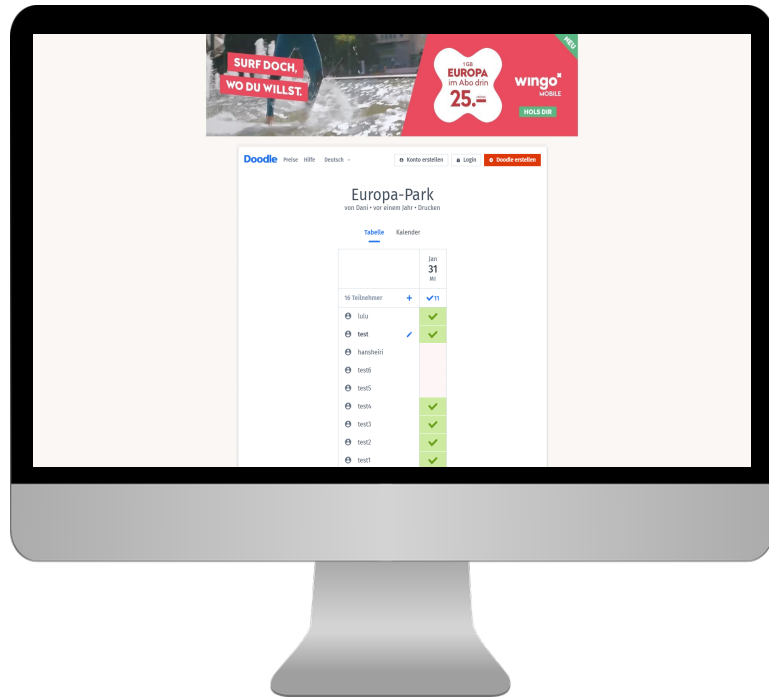 SURF DOCH,
WO DU WILLST.
1GB
EUROPA
im Abo drin
25.–
wingo
MOBILE
HOLS DIR
NEU
Doodle Preise Hilfe Deutsch Konto erstellen Login Doodle erstellen
Europa-Park
von Dani • vor einem Jahr • Drucken
Tabelle Kalender
Jan
31
MI
16 Teilnehmer + ✓11
lulu
test
hansheiri
test6
test5
test4
test3
test2
test1